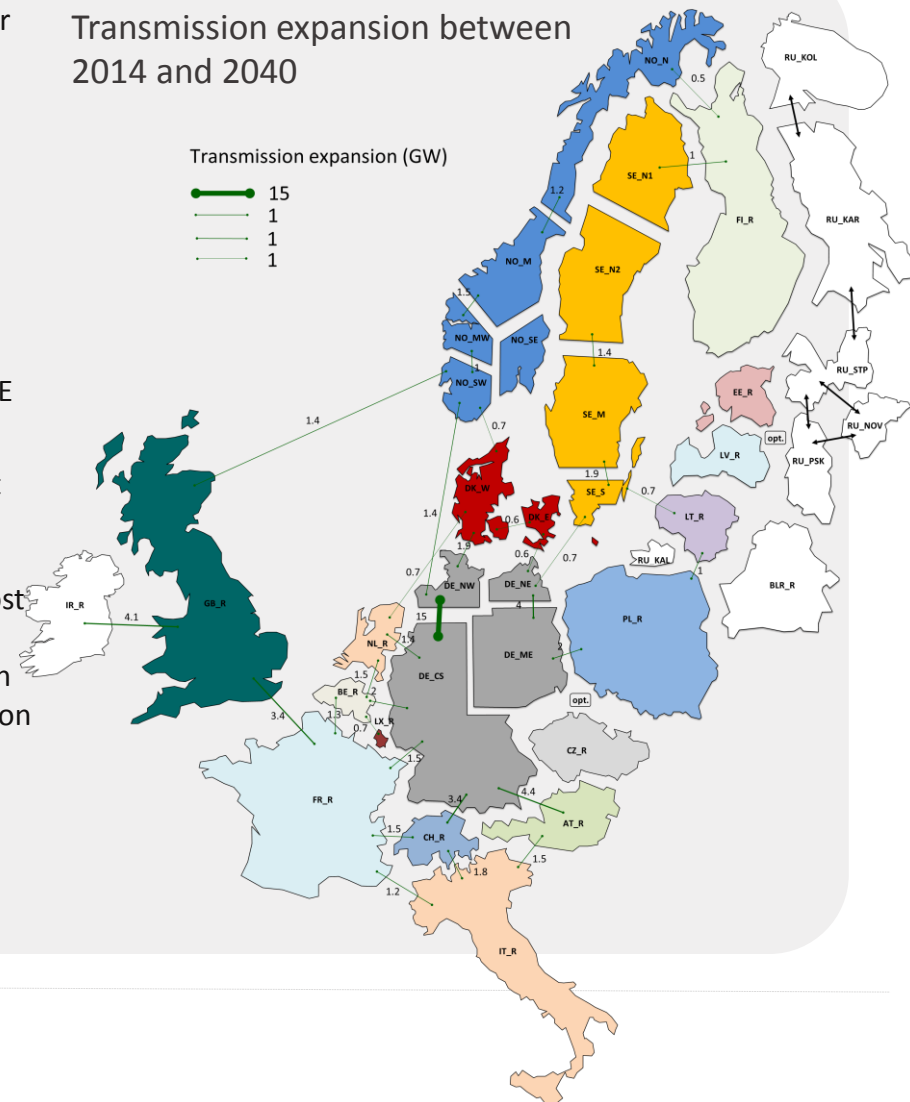 r
Transmission expansion between
2014 and 2040
Transmission expansion (GW)
15
1
1
1
E
ost
n
on
NO_N
0.5
RU_KOL
1
SE_N1
1.2
FI_R
RU_KAR
NO_M
SE_N2
1.5
NO_MW
NO_SE
1
1.4
NO_SW
RU_STP
EE_R
1.4
SE_M
0.7
RU_NOV
opt.
LV_R
RU_PSK
1.9
DK_W
SE_S
0.7
1.4
0.6
DK_E
LT_R
1.9
0.6
0.7
RU_KAL
0.7
DE_NW
DE_NE
1
BLR_R
IR_R
4.1
GB_R
15
4
PL_R
NL_R
1.4
DE_ME
2
1.5
DE_CS
BE_R
2
opt.
1.3
3.4
0.7
LX_R
CZ_R
1.5
FR_R
3.4
4.4
AT_R
1.5
CH_R
1.5
1.8
1.2
IT_R